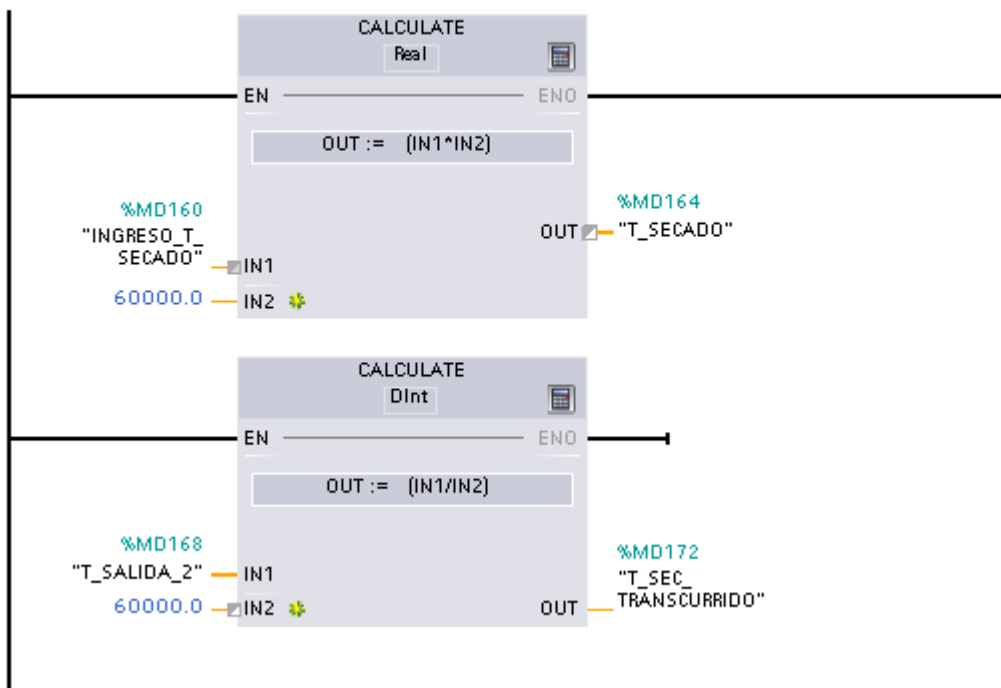 CALCULATE
Real
EN
ENO
OUT := (IN1*IN2)
%MD160
"INGRESO_T_
SECADO"
IN1
60000.0
IN2
%MD164
OUT
"T_SECADO"
CALCULATE
DInt
EN
ENO
OUT := (IN1/IN2)
%MD168
"T_SALIDA_2"
IN1
60000.0
IN2
%MD172
"T_SEC_
TRANSCURRIDO"
OUT